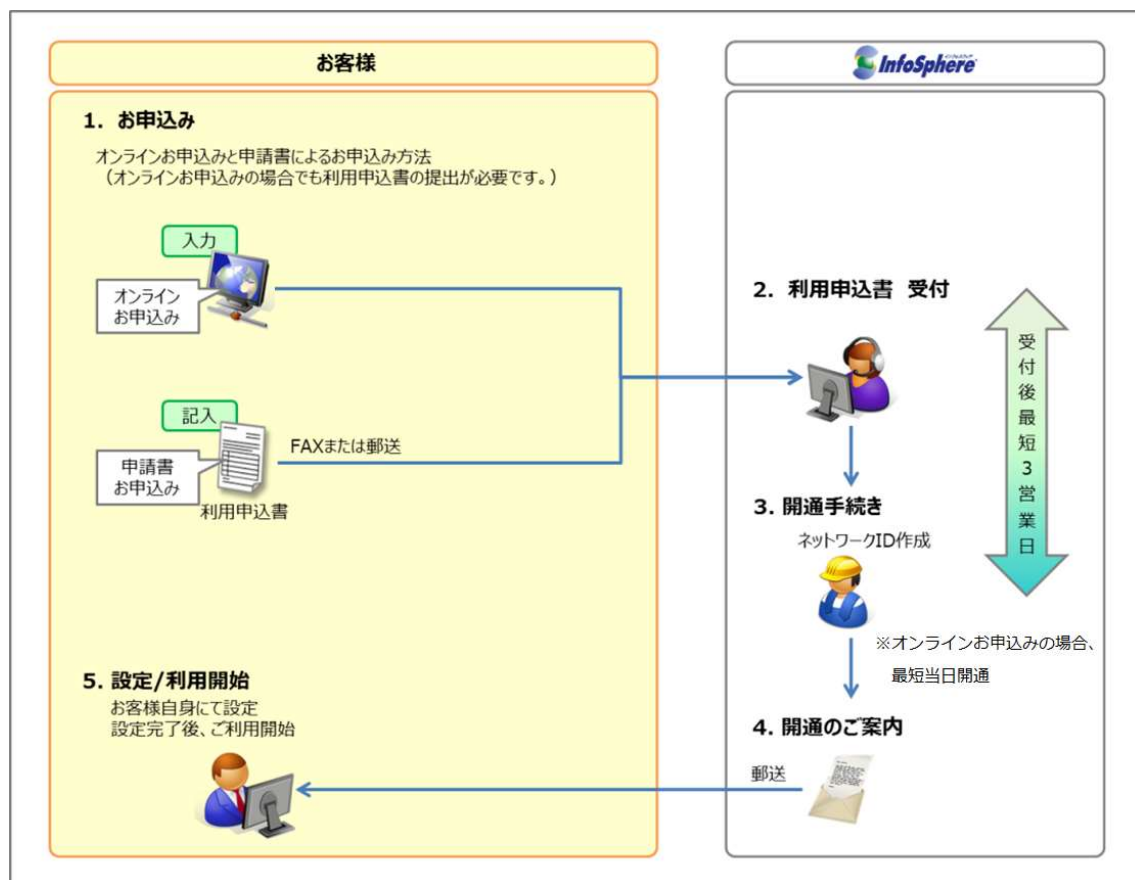 お客様
InfoSphere
1. お申込み
オンラインお申込みと申請書によるお申込み方法
（オンラインお申込みの場合でも利用申込書の提出が必要です。）
入力
オンライン
お申込み
記入
申請書
お申込み
利用申込書
FAXまたは郵送
2. 利用申込書 受付
受付後最短3営業日
3. 開通手続き
ネットワークID作成
※オンラインお申込みの場合、
最短当日開通
4. 開通のご案内
郵送
5. 設定/利用開始
お客様自身にて設定
設定完了後、ご利用開始